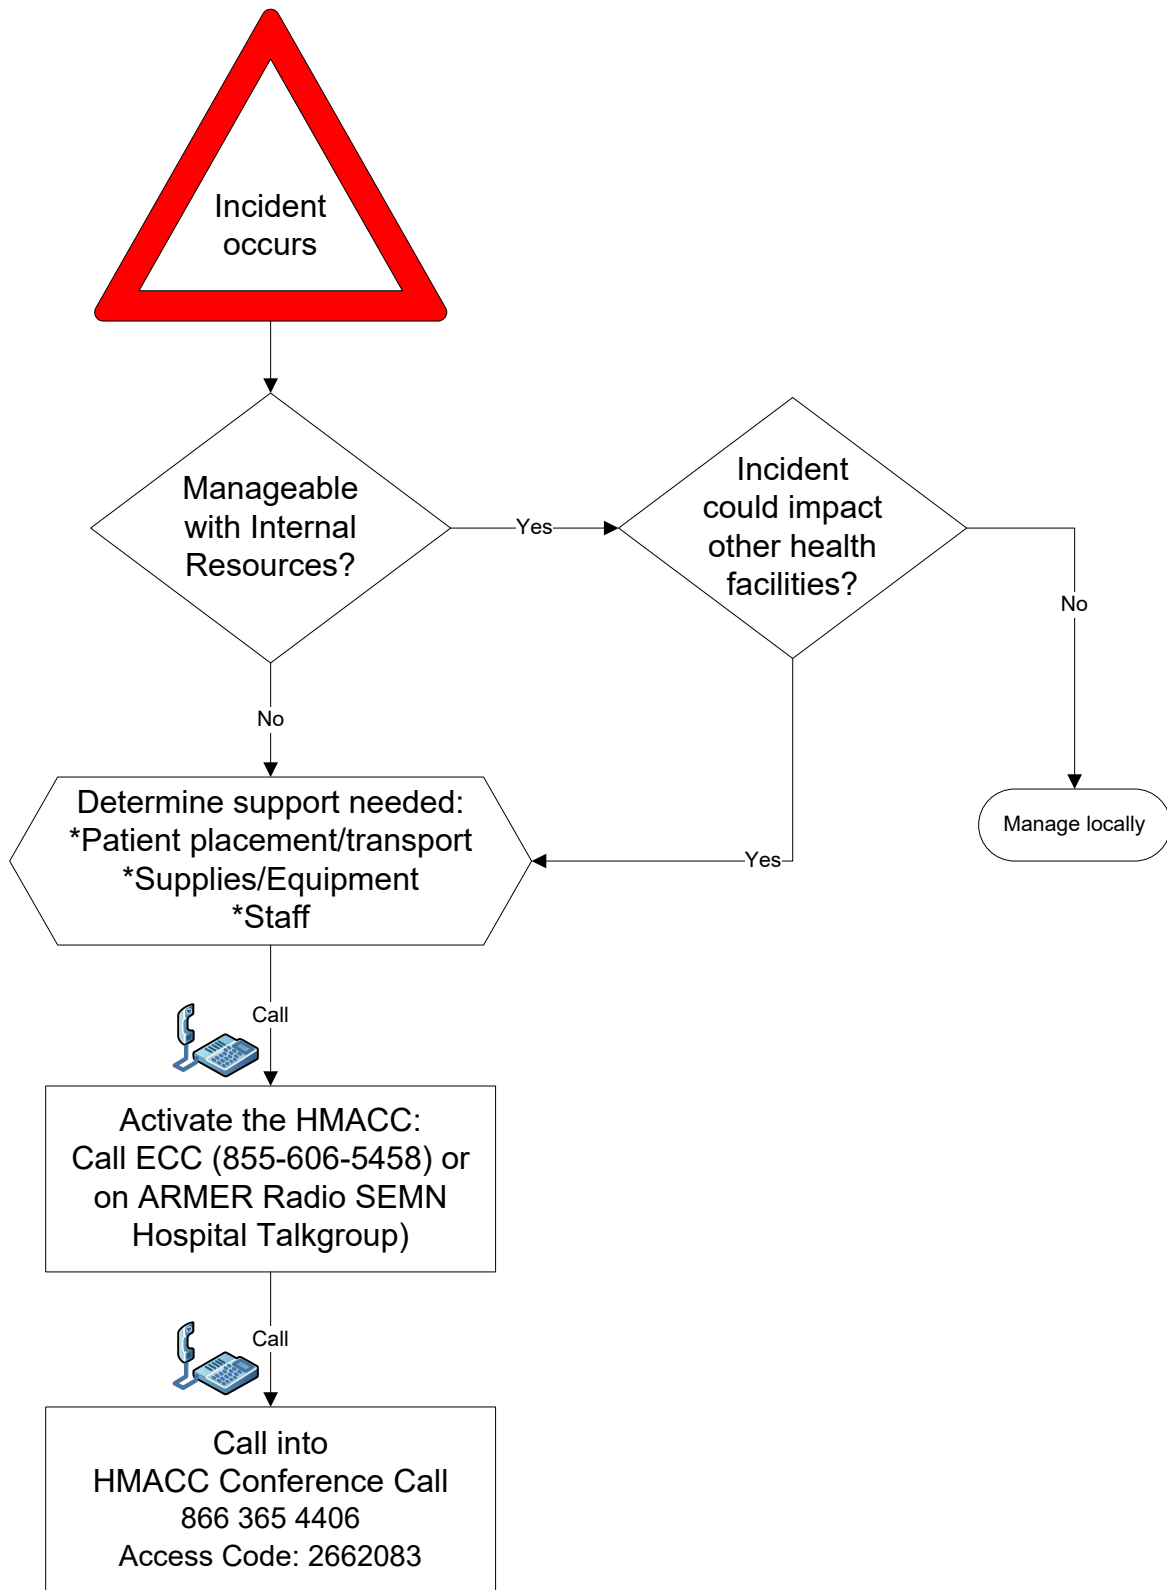 Incident
occurs
Manageable
with Internal
Resources?
Yes
Incident
could impact
other health
facilities?
No
No
Yes
Manage locally
Determine support needed:
*Patient placement/transport
*Supplies/Equipment
*Staff
Call
Activate the HMACC:
Call ECC (855-606-5458) or
on ARMER Radio SEMN
Hospital Talkgroup)
Call
Call into
HMACC Conference Call
866 365 4406
Access Code: 2662083